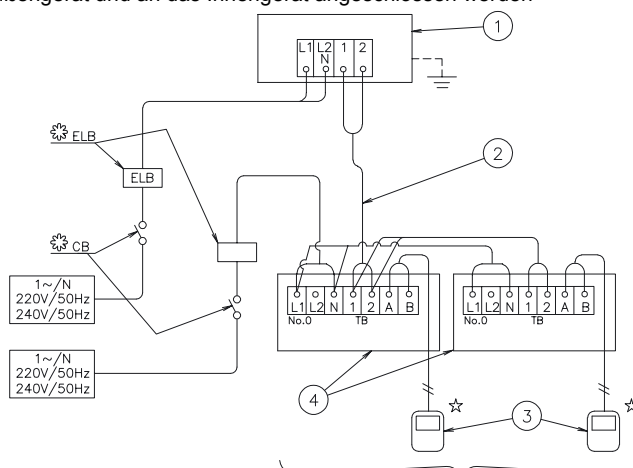 ßengerät und an das Innengerät angeschlossen werden
1
L1 L2 N 1 2
ELB
2
ELB
CB
1~/N
220V/50Hz
240V/50Hz
L1 L2 N 1 2 A B
No.0 TB
L1 L2 N 1 2 A B
No.0 TB
1~/N
220V/50Hz
240V/50Hz
4
3